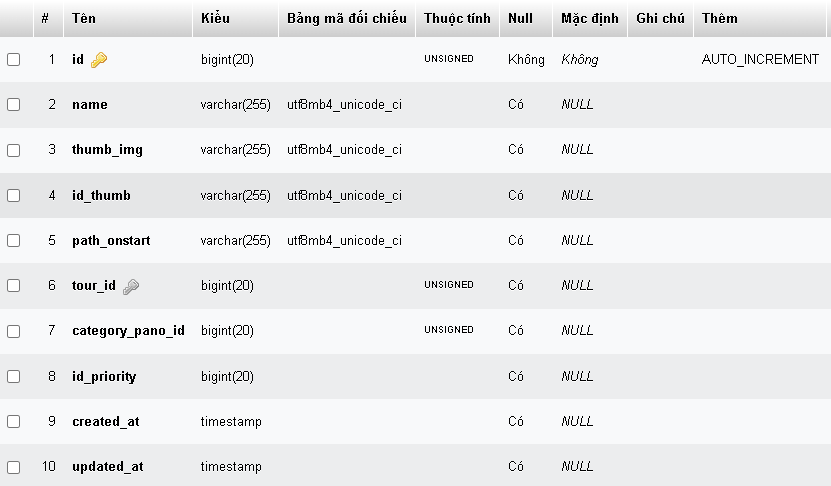 # Tên Kiểu Bảng mã đối chiếu Thuộc tính Null Mặc định Ghi chú Thêm
1 id bigint(20) UNSIGNED Không Không AUTO_INCREMENT
2 name varchar(255) utf8mb4_unicode_ci Có NULL
3 thumb_img varchar(255) utf8mb4_unicode_ci Có NULL
4 id_thumb varchar(255) utf8mb4_unicode_ci Có NULL
5 path_onstart varchar(255) utf8mb4_unicode_ci Có NULL
6 tour_id bigint(20) UNSIGNED Có NULL
7 category_pano_id bigint(20) UNSIGNED Có NULL
8 id_priority bigint(20) Có NULL
9 created_at timestamp Có NULL
10 updated_at timestamp Có NULL